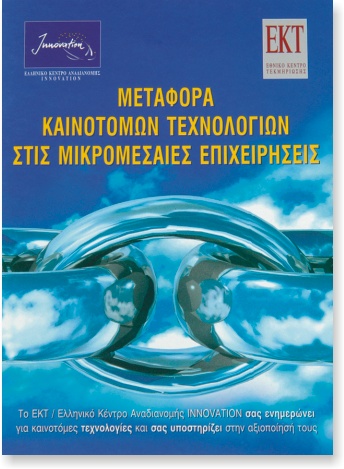 Innovation
ΕΛΛΗΝΙΚΟ ΚΕΝΤΡΟ ΑΝΑΔΙΑΝΟΜΗΣ
INNOVATION
ΕΚΤ
ΕΘΝΙΚΟ ΚΕΝΤΡΟ
ΤΕΚΜΗΡΙΩΣΗΣ
ΜΕΤΑΦΟΡΑ
ΚΑΙΝΟΤΟΜΩΝ ΤΕΧΝΟΛΟΓΙΩΝ
ΣΤΙΣ ΜΙΚΡΟΜΕΣΑΙΕΣ ΕΠΙΧΕΙΡΗΣΕΙΣ
Το ΕΚΤ / Ελληνικό Κέντρο Αναδιανομής INNOVATION σας ενημερώνει
για καινοτόμες τεχνολογίες και σας υποστηρίζει στην αξιοποίησή τους